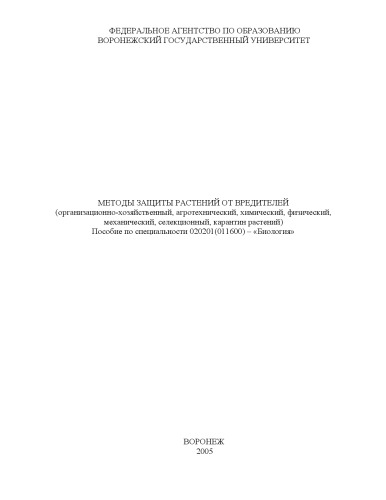 ФЕДЕРАЛЬНОЕ АГЕНТСТВО ПО ОБРАЗОВАНИЮ
ВОРОНЕЖСКИЙ ГОСУДАРСТВЕННЫЙ УНИВЕРСИТЕТ
МЕТОДЫ ЗАЩИТЫ РАСТЕНИЙ ОТ ВРЕДИТЕЛЕЙ
(организационно-хозяйственный, агротехнический, химический, физический,
механический, селекционный, карантин растений)
Пособие по специальности 020201(011600) – «Биология»
ВОРОНЕЖ
2005